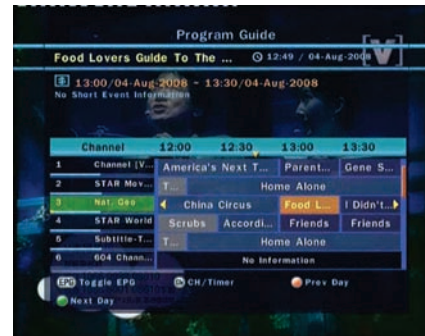 Program Guide
Food Lovers Guide To The ... 12:49 / 04-Aug-2008
[V]
13:00/04-Aug-2008 - 13:30/04-Aug-2008
No Short Event Information
Channel 12:00 12:30 13:00 13:30
1 Channel [V... America's Next T... Parent... Gene S...
2 STAR Mov... T... Home Alone
3 Nat. Geo China Circus Food L... I Didn't...
4 STAR World Scrubs Accordi... Friends Friends
5 Subtitle-T... T... Home Alone
6 604 Chann... No Information
EPG Toggle EPG CH/Timer Prev Day
Next Day